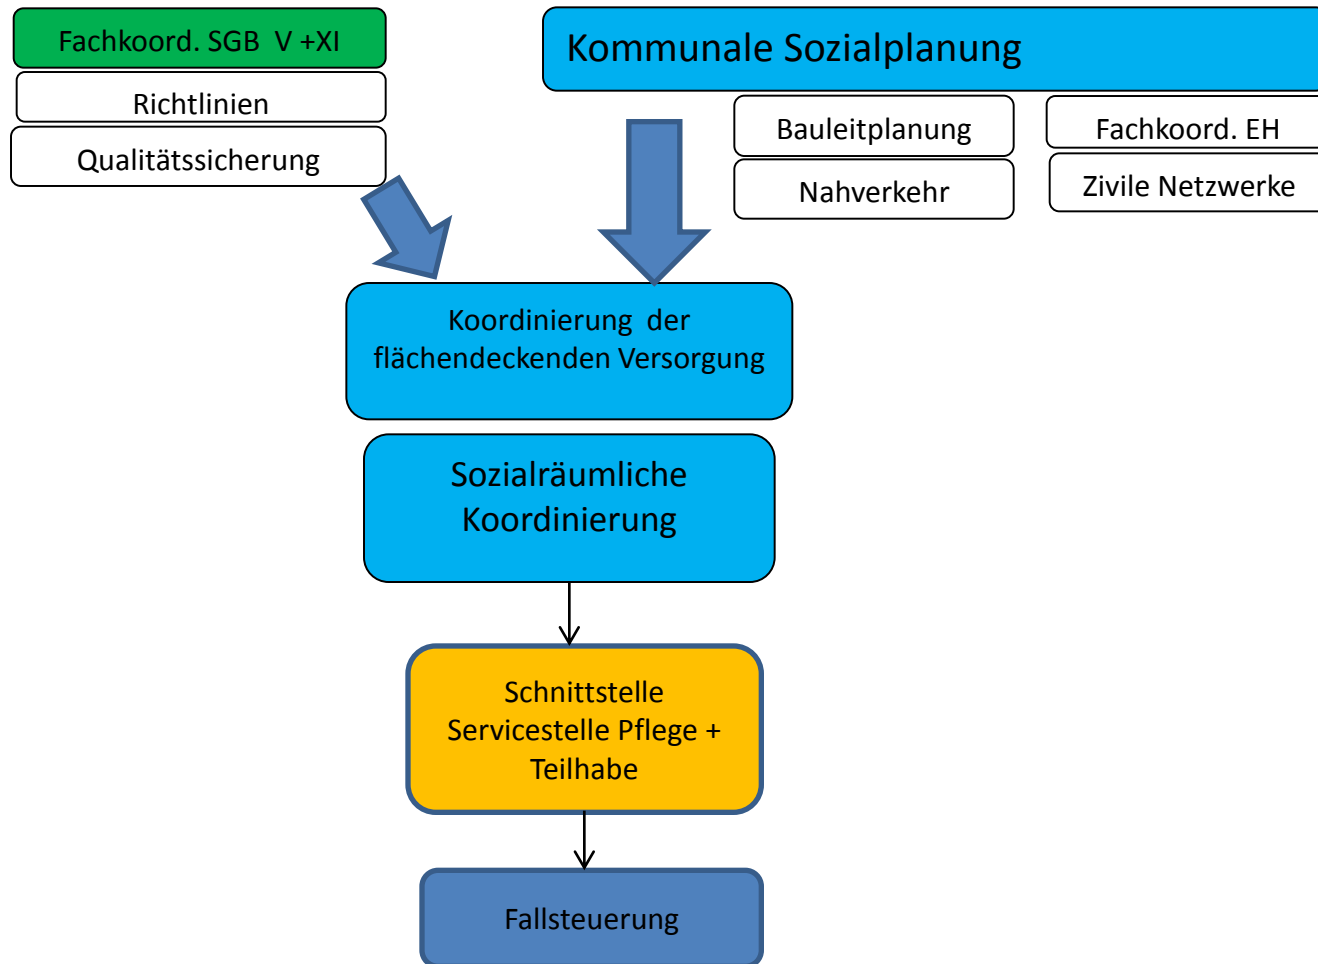 Fachkoord. SGB V +XI
Richtlinien
Qualitätssicherung
Kommunale Sozialplanung
Bauleitplanung
Fachkoord. EH
Nahverkehr
Zivile Netzwerke
Koordinierung der
flächendeckenden Versorgung
Sozialräumliche
Koordinierung
Schnittstelle
Servicestelle Pflege +
Teilhabe
Fallsteuerung